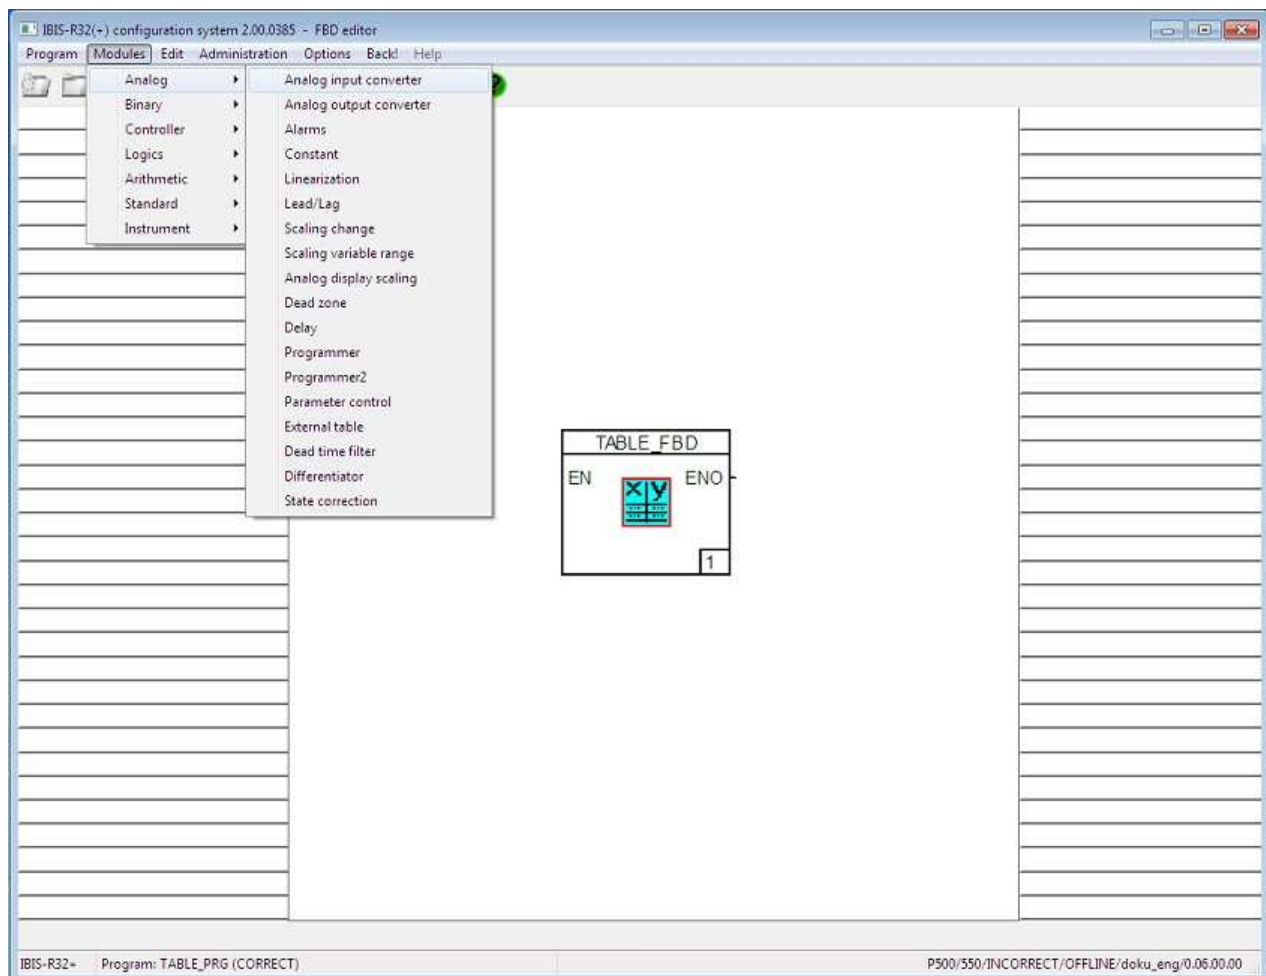 IBIS-R32(+) configuration system 2.00.0385 - FBD editor
Program Modules Edit Administration Options Back! Help
Analog
Binary
Controller
Logics
Arithmetic
Standard
Instrument
Analog input converter
Analog output converter
Alarms
Constant
Linearization
Lead/Lag
Scaling change
Scaling variable range
Analog display scaling
Dead zone
Delay
Programmer
Programmer2
Parameter control
External table
Dead time filter
Differentiator
State correction
TABLE_FBD
EN ENO
x y
1
IBIS-R32+ Program: TABLE_PRG (CORRECT) P500/550/INCORRECT/OFFLINE/doku_eng/0.06.00.00